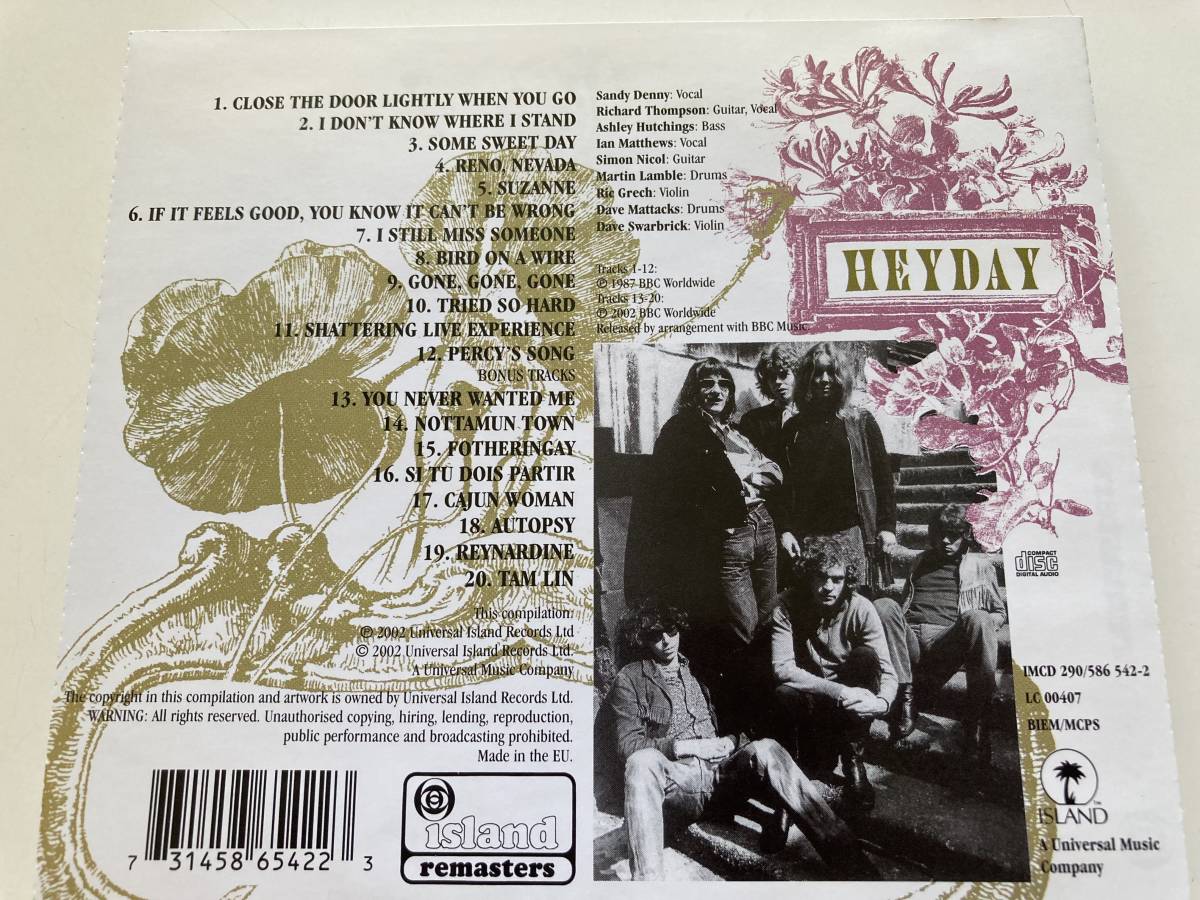 1. CLOSE THE DOOR LIGHTLY WHEN YOU GO
2. I DON'T KNOW WHERE I STAND
3. SOME SWEET DAY
4. RENO, NEVADA
5. SUZANNE
6. IF IT FEELS GOOD, YOU KNOW IT CAN'T BE WRONG
7. I STILL MISS SOMEONE
8. BIRD ON A WIRE
9. GONE, GONE, GONE
10. TRIED SO HARD
11. SHATTERING LIVE EXPERIENCE
12. PERCY'S SONG
BONUS TRACKS
13. YOU NEVER WANTED ME
14. NOTTAMUN TOWN
15. FOTHERINGAY
16. SI TU DOIS PARTIR
17. CAJUN WOMAN
18. AUTOPSY
19. REYNARDINE
20. TAM LIN
This compilation:
℗ 2002 Universal Island Records Ltd
© 2002 Universal Island Records Ltd.
A Universal Music Company
The copyright in this compilation and artwork is owned by Universal Island Records Ltd.
WARNING: All rights reserved. Unauthorised copying, hiring, lending, reproduction,
public performance and broadcasting prohibited.
Made in the EU.
7 31458 65422 3
island
remasters
Sandy Denny: Vocal
Richard Thompson: Guitar, Vocal
Ashley Hutchings: Bass
Ian Matthews: Vocal
Simon Nicol: Guitar
Martin Lamble: Drums
Ric Grech: Violin
Dave Mattacks: Drums
Dave Swarbrick: Violin
Tracks 1-12:
℗ 1987 BBC Worldwide
Tracks 13-20:
℗ 2002 BBC Worldwide
Released by arrangement with BBC Music.
HEYDAY
COMPACT
disc
DIGITAL AUDIO
IMCD 290/586 542-2
LC 00407
BIEM/MCPS
ISLAND™
A Universal Music
Company